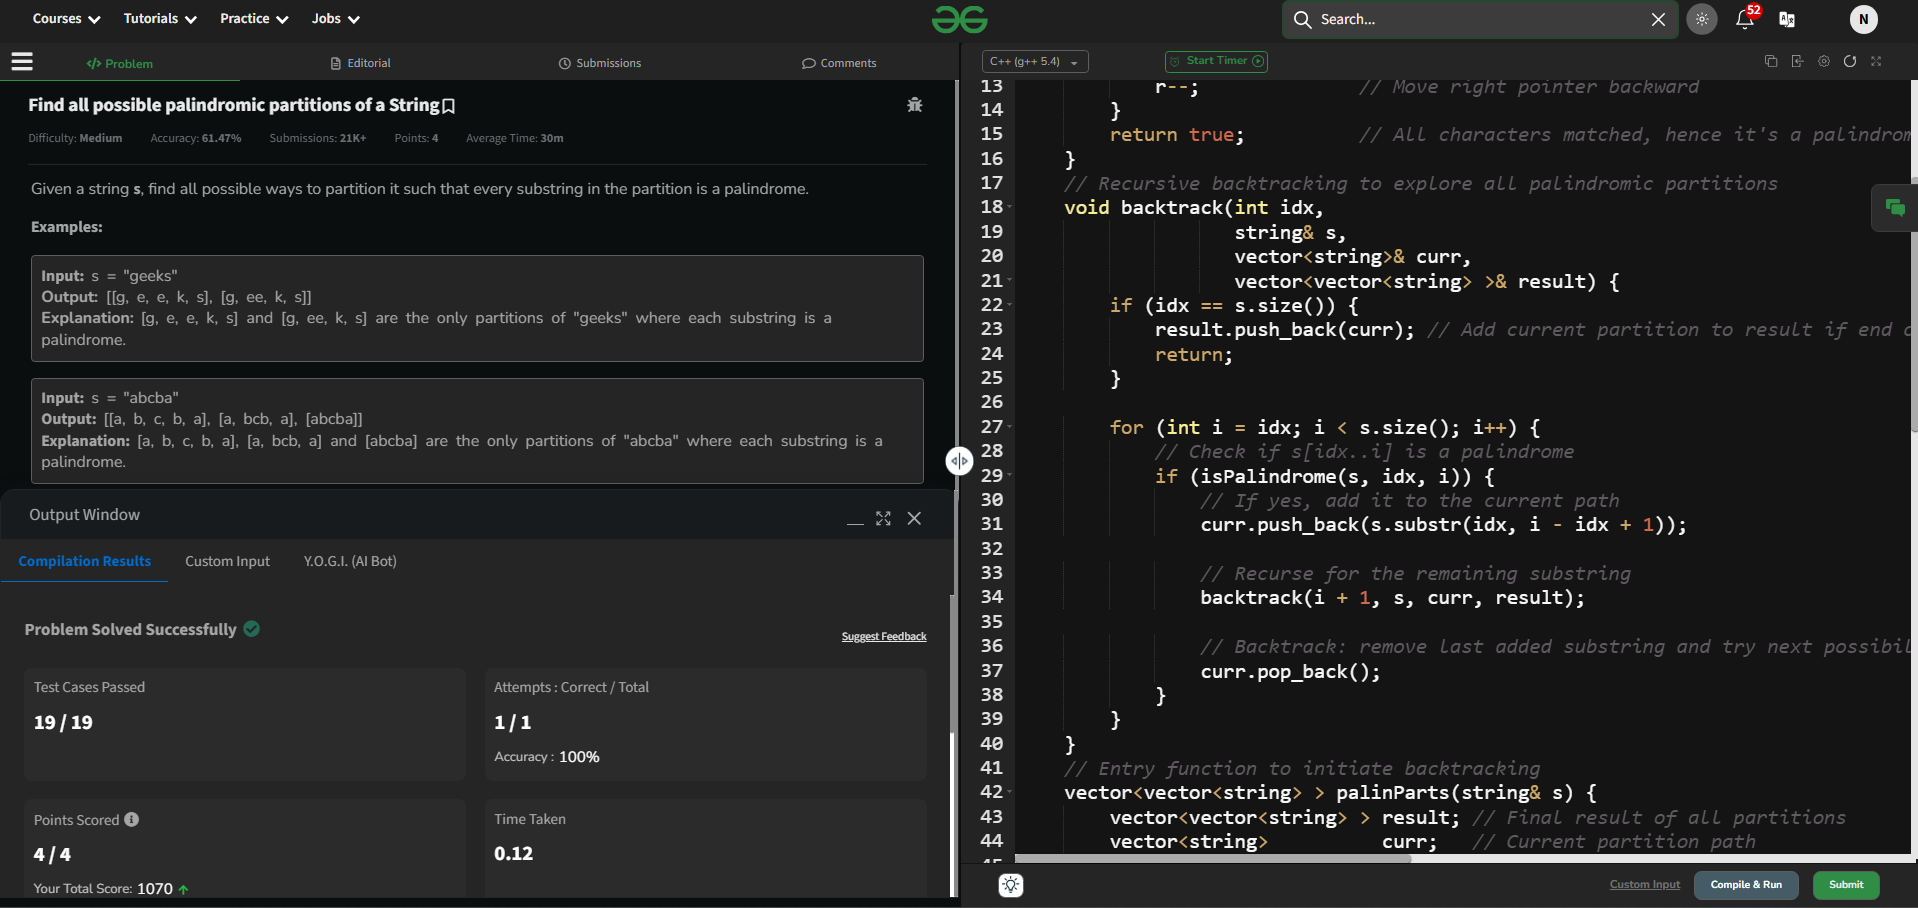 Courses Tutorials Practice Jobs
Search...
52
N
Problem Editorial Submissions Comments
C++ (g++ 5.4) Start Timer
Find all possible palindromic partitions of a String
Difficulty: Medium Accuracy: 61.47% Submissions: 21K+ Points: 4 Average Time: 30m
Given a string s, find all possible ways to partition it such that every substring in the partition is a palindrome.
Examples:
Input: s = "geeks"
Output: [[g, e, e, k, s], [g, ee, k, s]]
Explanation: [g, e, e, k, s] and [g, ee, k, s] are the only partitions of "geeks" where each substring is a
palindrome.
Input: s = "abcba"
Output: [[a, b, c, b, a], [a, bcb, a], [abcba]]
Explanation: [a, b, c, b, a], [a, bcb, a] and [abcba] are the only partitions of "abcba" where each substring is a
palindrome.
Output Window
Compilation Results Custom Input Y.O.G.I. (AI Bot)
Problem Solved Successfully
Suggest Feedback
Test Cases Passed
19 / 19
Attempts : Correct / Total
1 / 1
Accuracy : 100%
Points Scored
4 / 4
Your Total Score: 1070
Time Taken
0.12
13 r--; // Move right pointer backward
14 }
15 return true; // All characters matched, hence it's a palindrom
16 }
17 // Recursive backtracking to explore all palindromic partitions
18 void backtrack(int idx,
19 string& s,
20 vector<string>& curr,
21 vector<vector<string> >& result) {
22 if (idx == s.size()) {
23 result.push_back(curr); // Add current partition to result if end
24 return;
25 }
26
27 for (int i = idx; i < s.size(); i++) {
28 // Check if s[idx..i] is a palindrome
29 if (isPalindrome(s, idx, i)) {
30 // If yes, add it to the current path
31 curr.push_back(s.substr(idx, i - idx + 1));
32
33 // Recurse for the remaining substring
34 backtrack(i + 1, s, curr, result);
35
36 // Backtrack: remove last added substring and try next possibil
37 curr.pop_back();
38 }
39 }
40 }
41 // Entry function to initiate backtracking
42 vector<vector<string> > palinParts(string& s) {
43 vector<vector<string> > result; // Final result of all partitions
44 vector<string> curr; // Current partition path
Custom Input Compile & Run Submit